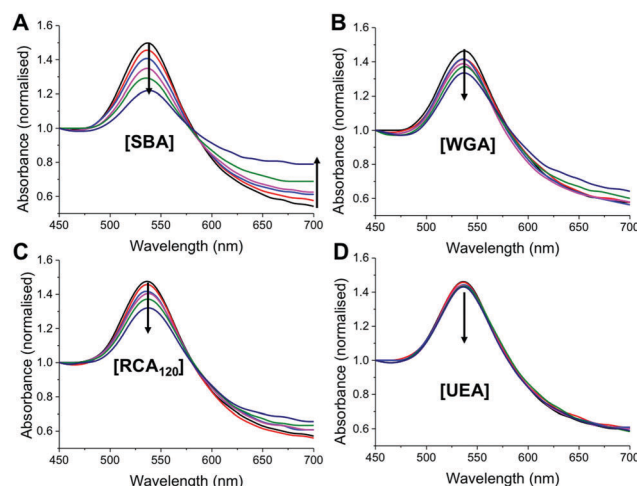 A
B
1.6
1.4
1.2
1.0
0.8
0.6
Absorbance (normalised)
[SBA]
450 500 550 600 650 700
Wavelength (nm)
1.6
1.4
1.2
1.0
0.8
0.6
Absorbance (normalised)
[WGA]
450 500 550 600 650 700
Wavelength (nm)
C
D
1.6
1.4
1.2
1.0
0.8
0.6
Absorbance (normalised)
[RCA₁₂₀]
450 500 550 600 650 700
Wavelength (nm)
1.6
1.4
1.2
1.0
0.8
0.6
Absorbance (normalised)
[UEA]
450 500 550 600 650 700
Wavelength (nm)